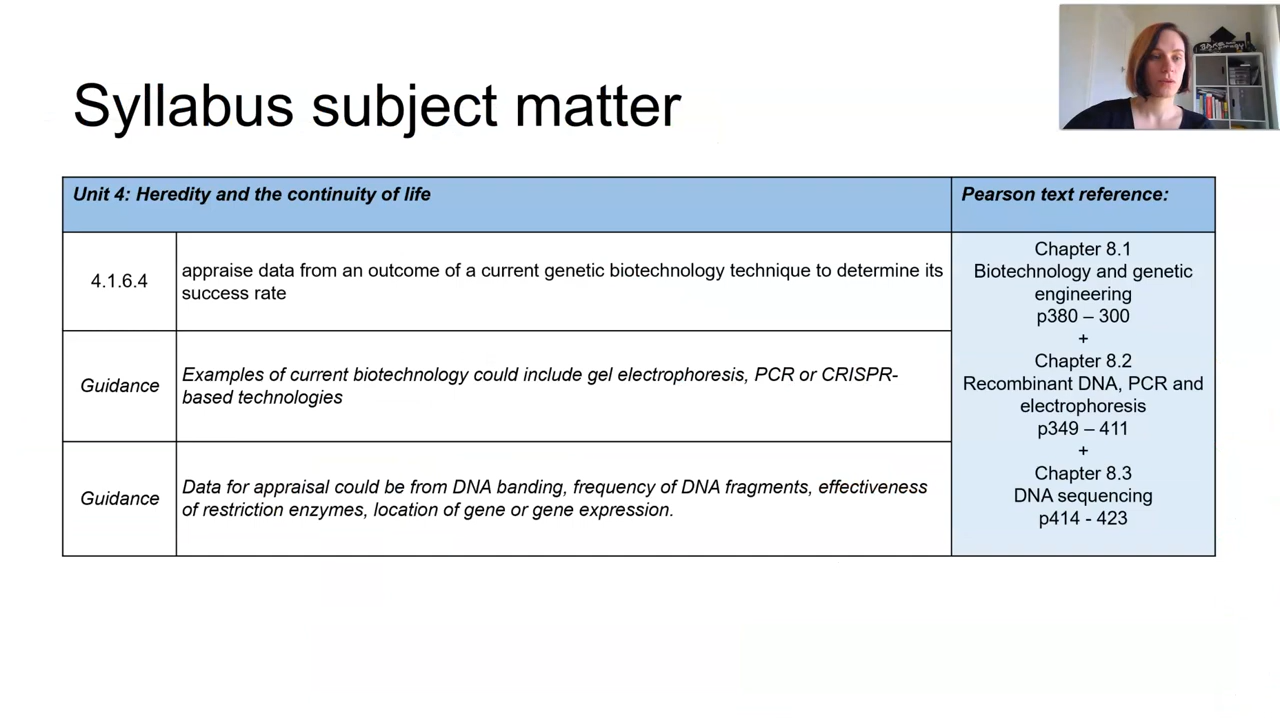 Syllabus subject matter
Unit 4: Heredity and the continuity of life
Pearson text reference:
4.1.6.4
appraise data from an outcome of a current genetic biotechnology technique to determine its
success rate
Guidance
Examples of current biotechnology could include gel electrophoresis, PCR or CRISPR-
based technologies
Guidance
Data for appraisal could be from DNA banding, frequency of DNA fragments, effectiveness
of restriction enzymes, location of gene or gene expression.
Chapter 8.1
Biotechnology and genetic
engineering
p380 – 300
+
Chapter 8.2
Recombinant DNA, PCR and
electrophoresis
p349 – 411
+
Chapter 8.3
DNA sequencing
p414 - 423